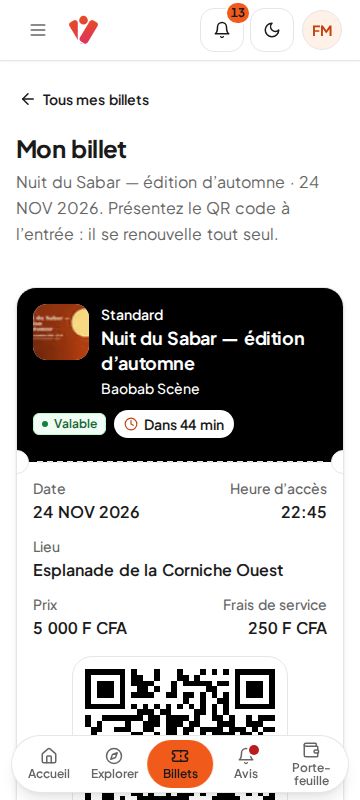 13
FM
Tous mes billets
Mon billet
Nuit du Sabar — édition d’automne · 24
NOV 2026. Présentez le QR code à
l’entrée : il se renouvelle tout seul.
Standard
Nuit du Sabar — édition
d’automne
Baobab Scène
Valable
Dans 44 min
Date
Heure d’accès
24 NOV 2026
22:45
Lieu
Esplanade de la Corniche Ouest
Prix
Frais de service
5 000 F CFA
250 F CFA
Accueil
Explorer
Billets
Avis
Porte-
feuille